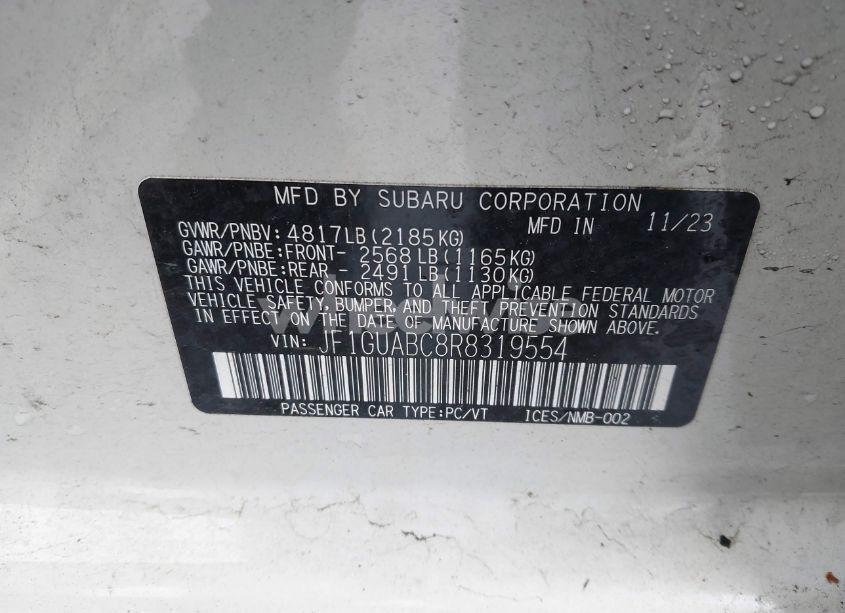 MFD BY SUBARU CORPORATION
MFD IN 11/23
GVWR/PNBV: 4817LB(2185KG)
GAWR/PNBE:FRONT- 2568LB(1165KG)
GAWR/PNBE:REAR - 2491LB(1130KG)
THIS VEHICLE CONFORMS TO ALL APPLICABLE FEDERAL MOTOR
VEHICLE SAFETY, BUMPER, AND THEFT PREVENTION STANDARDS
IN EFFECT ON THE DATE OF MANUFACTURE SHOWN ABOVE.
VIN: JF1GUABC8R8319554
PASSENGER CAR TYPE:PC/VT ICES/NMB-002